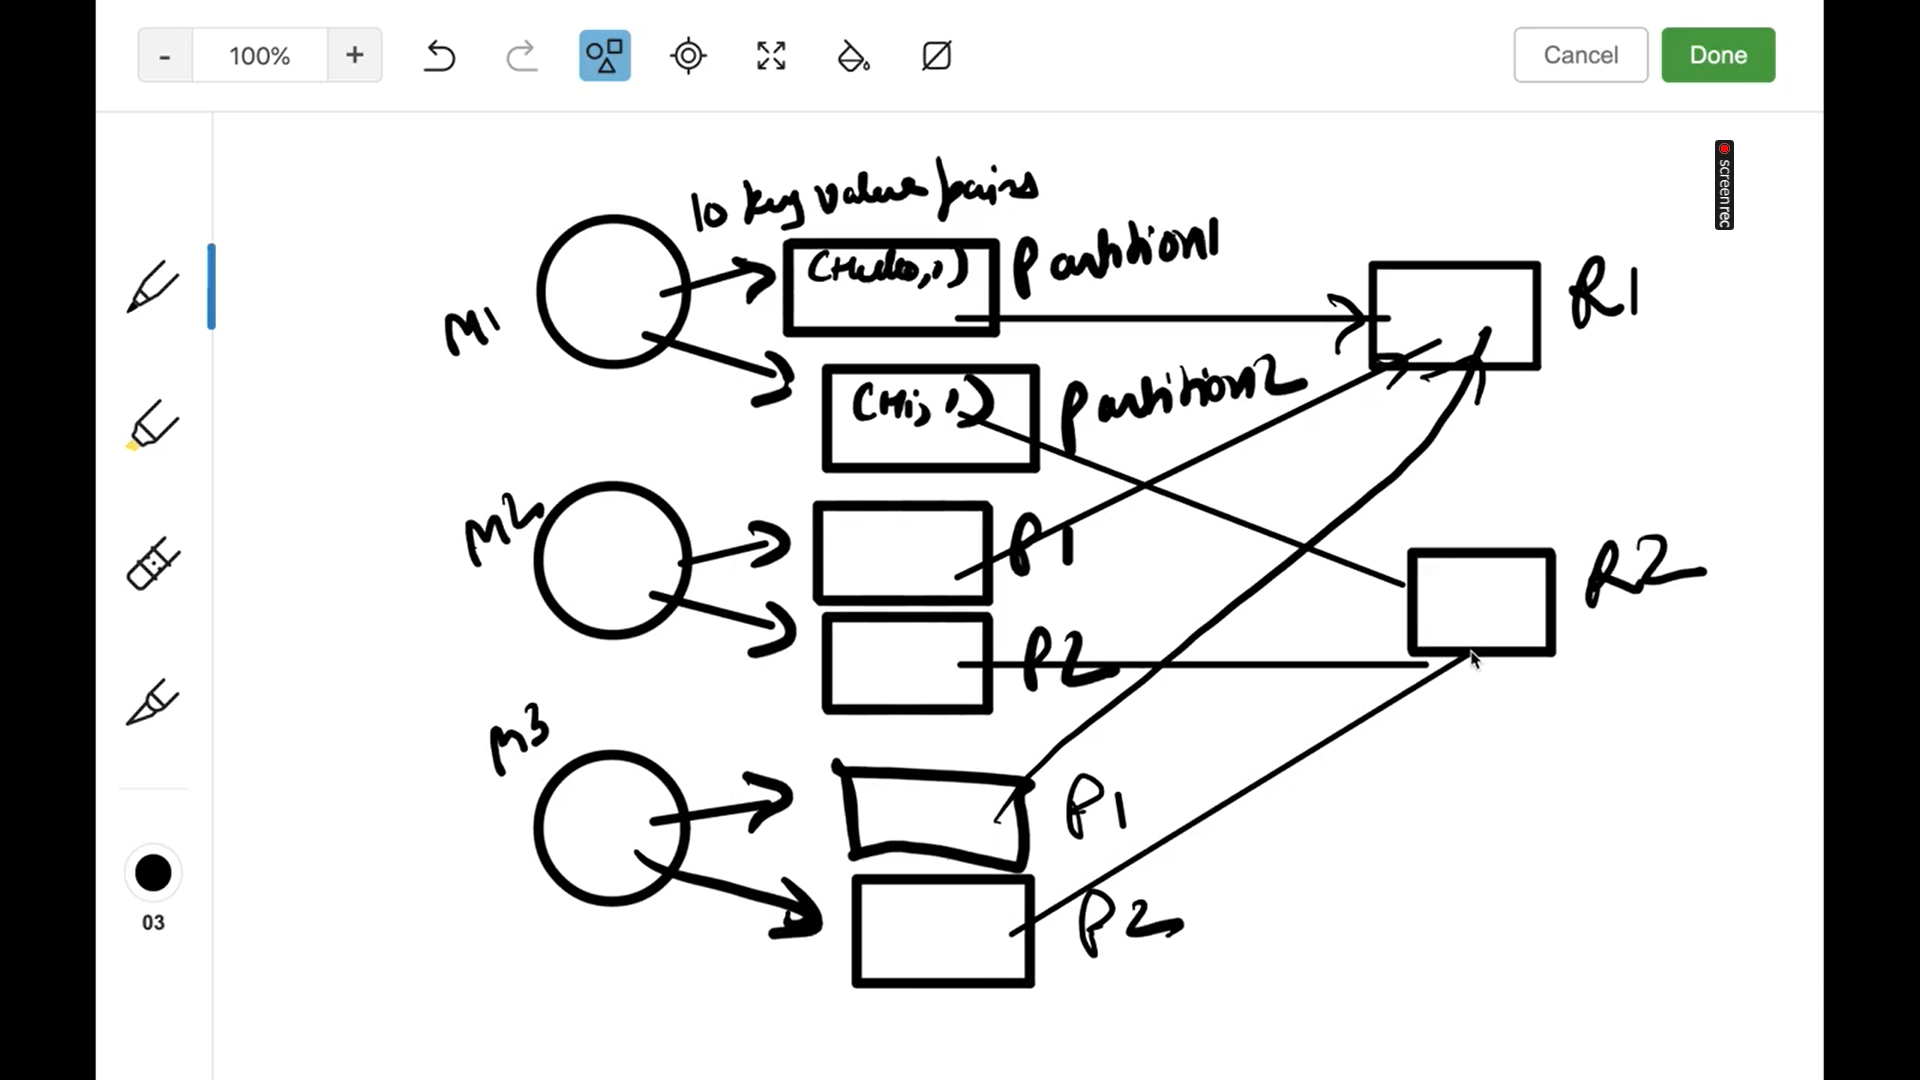 - 100% + Cancel Done
screenrec
10 key value pairs
(Hello, 1) Partition1
M1
R1
(Hi, 1) Partition2
M2
P1
R2
P2
M3
P1
P2
03